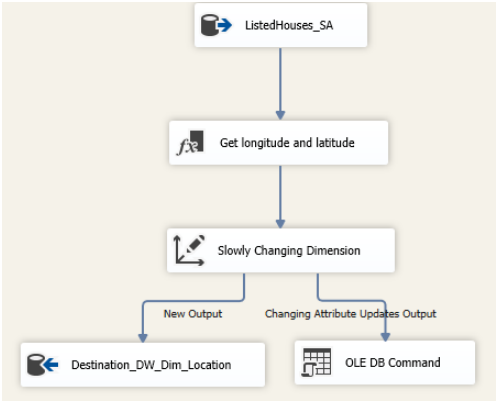 ListedHouses_SA
Get longitude and latitude
Slowly Changing Dimension
New Output
Changing Attribute Updates Output
Destination_DW_Dim_Location
OLE DB Command